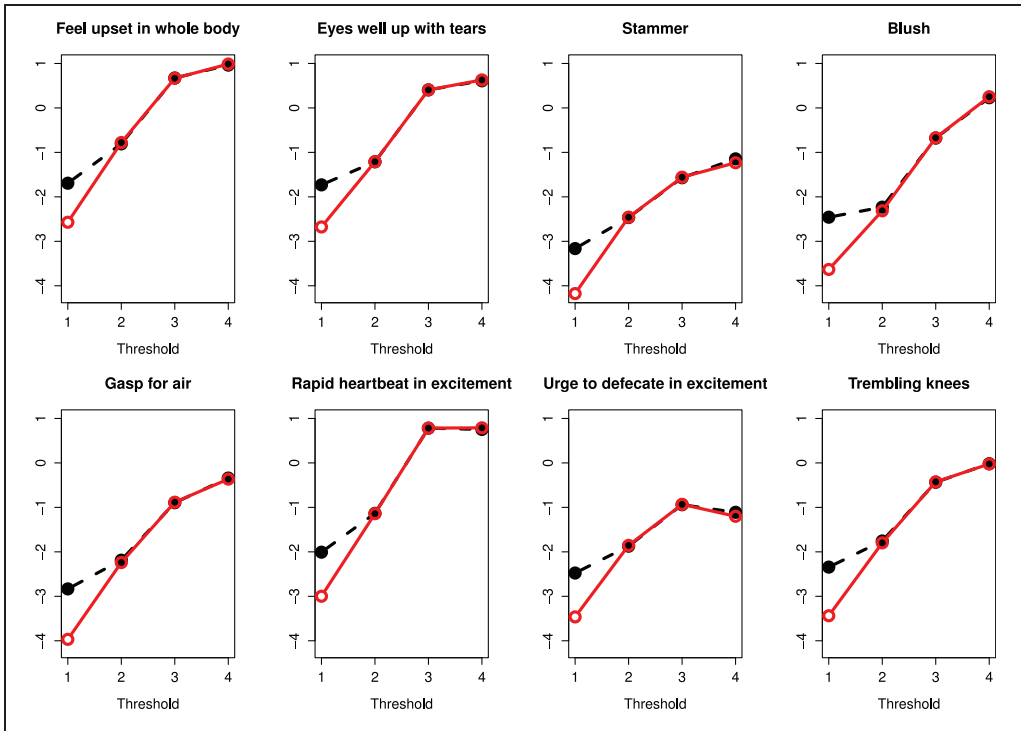 Feel upset in whole body
Eyes well up with tears
Stammer
Blush
1
0
−1
−2
−3
−4
1 2 3 4
Threshold
1
0
−1
−2
−3
−4
1 2 3 4
Threshold
1
0
−1
−2
−3
−4
1 2 3 4
Threshold
1
0
−1
−2
−3
−4
1 2 3 4
Threshold
Gasp for air
Rapid heartbeat in excitement
Urge to defecate in excitement
Trembling knees
1
0
−1
−2
−3
−4
1 2 3 4
Threshold
1
0
−1
−2
−3
−4
1 2 3 4
Threshold
1
0
−1
−2
−3
−4
1 2 3 4
Threshold
1
0
−1
−2
−3
−4
1 2 3 4
Threshold